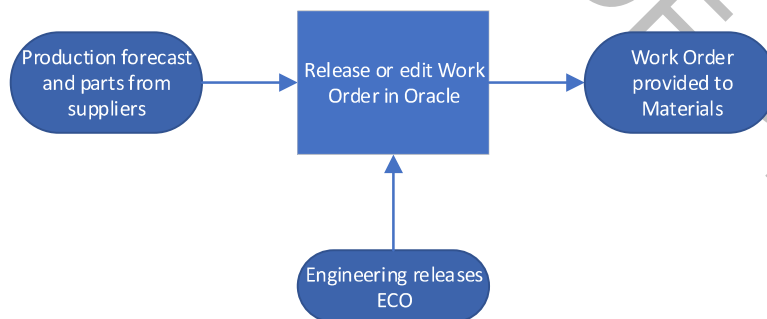 Production forecast
and parts from
suppliers
Release or edit Work
Order in Oracle
Work Order
provided to
Materials
Engineering releases
ECO